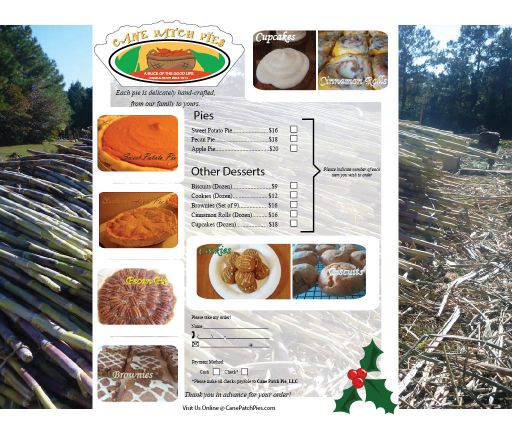 CANE PATCH PIES
A SLICE OF THE GOOD LIFE
Each pie is delicately hand-crafted,
from our family to yours.
Cupcakes
Cinnamon Rolls
Sweet Potato Pie
Pecan Pie
Brownies
Pies
Sweet Potato Pie.....................$16
Pecan Pie................................$18
Apple Pie...............................$20
Other Desserts
Biscuits (Dozen)......................$9
Cookies (Dozen)....................$12
Brownies (Set of 9)................$16
Cinnamon Rolls (Dozen)........$16
Cupcakes (Dozen)..................$18
Please indicate number of each
item you wish to order
Cookies
Biscuits
Please take my order!
Name
Payment Method
Cash
Check*
*Please make all checks payable to Cane Patch Pie, LLC
Thank you in advance for your order!
Visit Us Online @ CanePatchPies.com